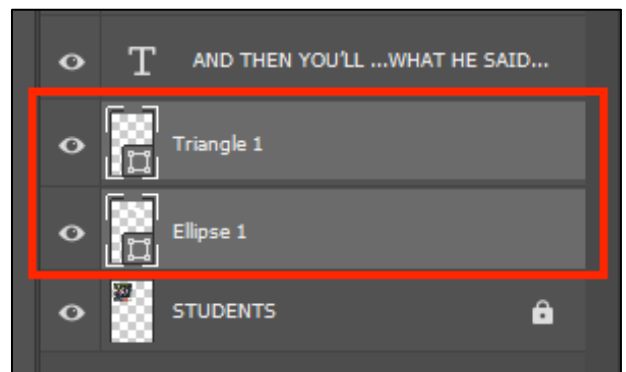 T AND THEN YOU'LL ...WHAT HE SAID...
Triangle 1
Ellipse 1
STUDENTS